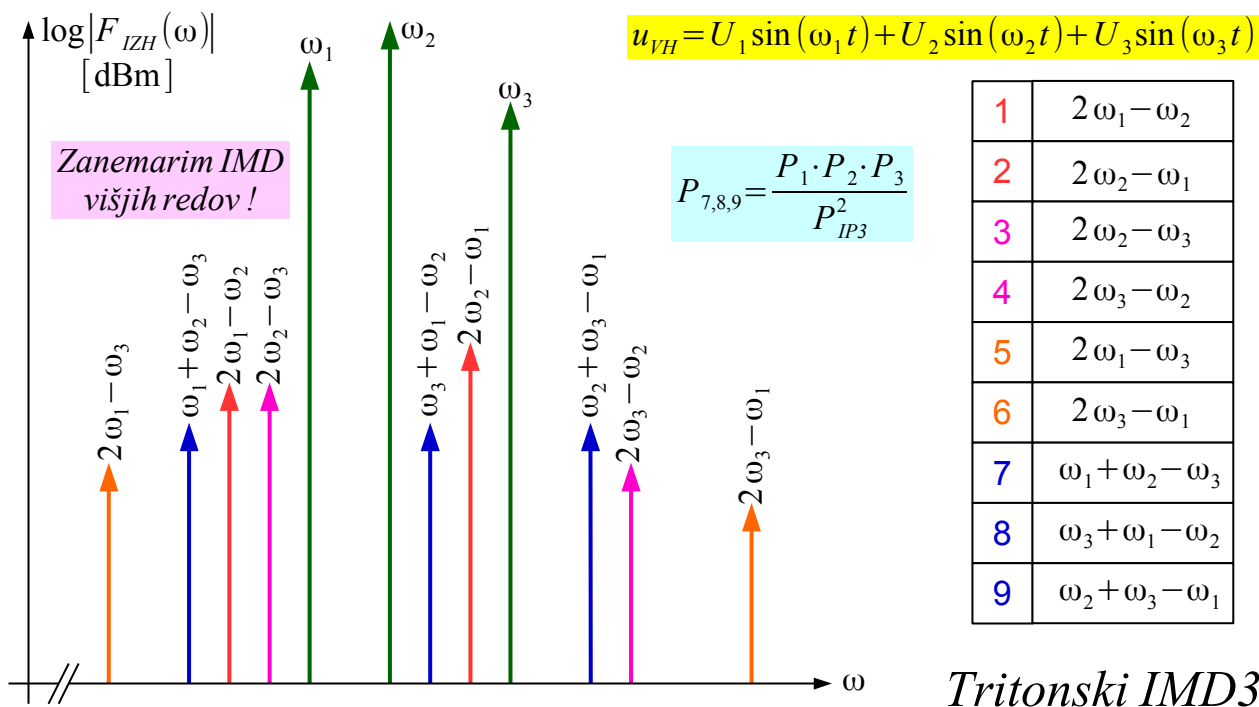 log|F_IZH(ω)|
[dBm]
u_VH = U_1 sin(ω_1 t) + U_2 sin(ω_2 t) + U_3 sin(ω_3 t)
ω_1
ω_2
ω_3
Zanemarim IMD
višjih redov !
P_7,8,9 = P_1·P_2·P_3 / P_IP3^2
2ω_1−ω_3
ω_1+ω_2−ω_3
2ω_1−ω_2
2ω_2−ω_3
ω_3+ω_1−ω_2
2ω_2−ω_1
ω_2+ω_3−ω_1
2ω_3−ω_2
2ω_3−ω_1
ω
1 2ω_1−ω_2
2 2ω_2−ω_1
3 2ω_2−ω_3
4 2ω_3−ω_2
5 2ω_1−ω_3
6 2ω_3−ω_1
7 ω_1+ω_2−ω_3
8 ω_3+ω_1−ω_2
9 ω_2+ω_3−ω_1
Tritonski IMD3